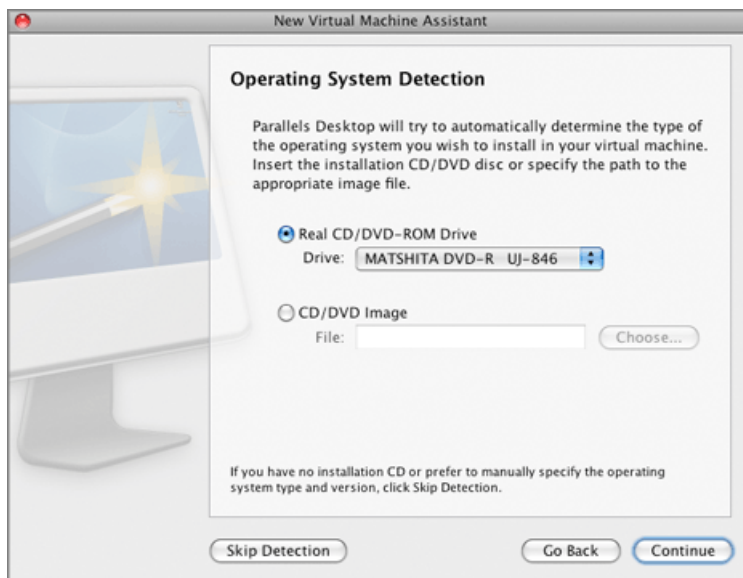 New Virtual Machine Assistant
Operating System Detection
Parallels Desktop will try to automatically determine the type of
the operating system you wish to install in your virtual machine.
Insert the installation CD/DVD disc or specify the path to the
appropriate image file.
Real CD/DVD-ROM Drive
Drive: MATSHITA DVD-R UJ-846
CD/DVD Image
File: Choose...
If you have no installation CD or prefer to manually specify the operating
system type and version, click Skip Detection.
Skip Detection Go Back Continue